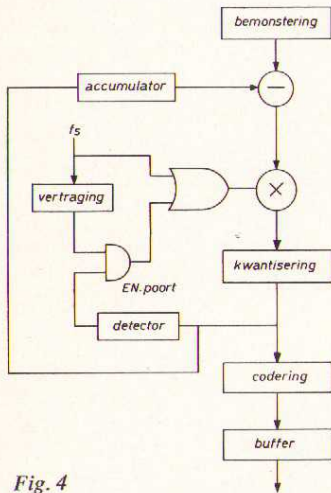 bemonstering
accumulator
−
fs
vertraging
×
EN. poort
kwantisering
detector
codering
buffer
Fig. 4